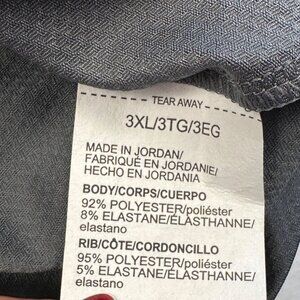 TEAR AWAY
3XL/3TG/3EG
MADE IN JORDAN/
FABRIQUÉ EN JORDANIE/
HECHO EN JORDANIA
BODY/CORPS/CUERPO
92% POLYESTER/poliéster
8% ELASTANE/ÉLASTHANNE/
elastano
RIB/CÔTE/CORDONCILLO
95% POLYESTER/poliéster
5% ELASTANE/ÉLASTHANNE/
elastano